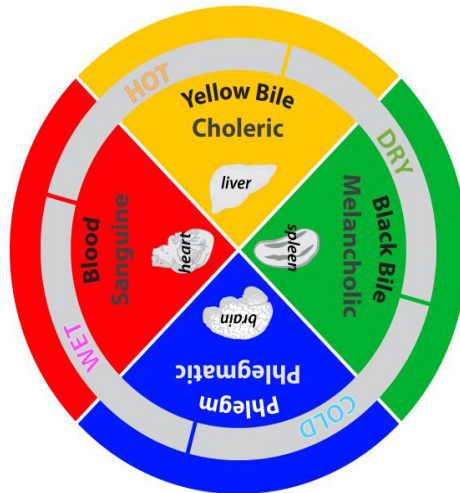 HOT
Yellow Bile
Choleric
liver
DRY
Black Bile
Melancholic
spleen
Blood
Sanguine
heart
WET
brain
Phlegmatic
Phlegm
COLD